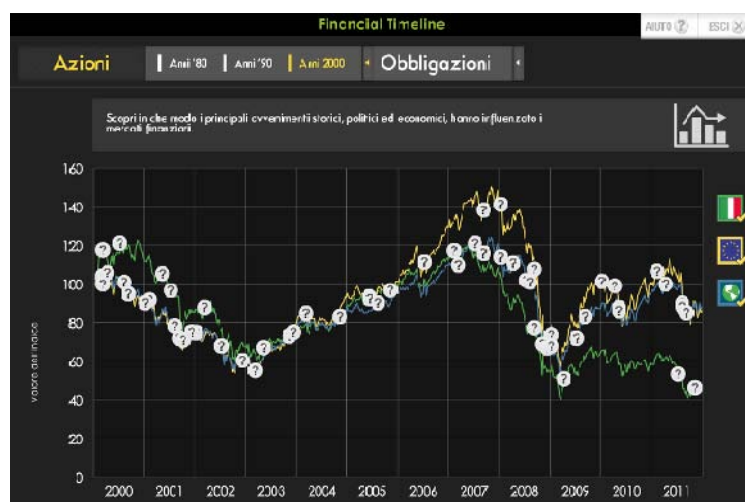 Financial Timeline
AIUTO ? ESCI
Azioni Anni '80 Anni '90 Anni 2000 Obbligazioni
Scopri in che modo i principali avvenimenti storici, politici ed economici, hanno influenzato i
mercati finanziari
160
140
120
100
80
60
40
20
0
Valore dell'indice
2000 2001 2002 2003 2004 2005 2006 2007 2008 2009 2010 2011